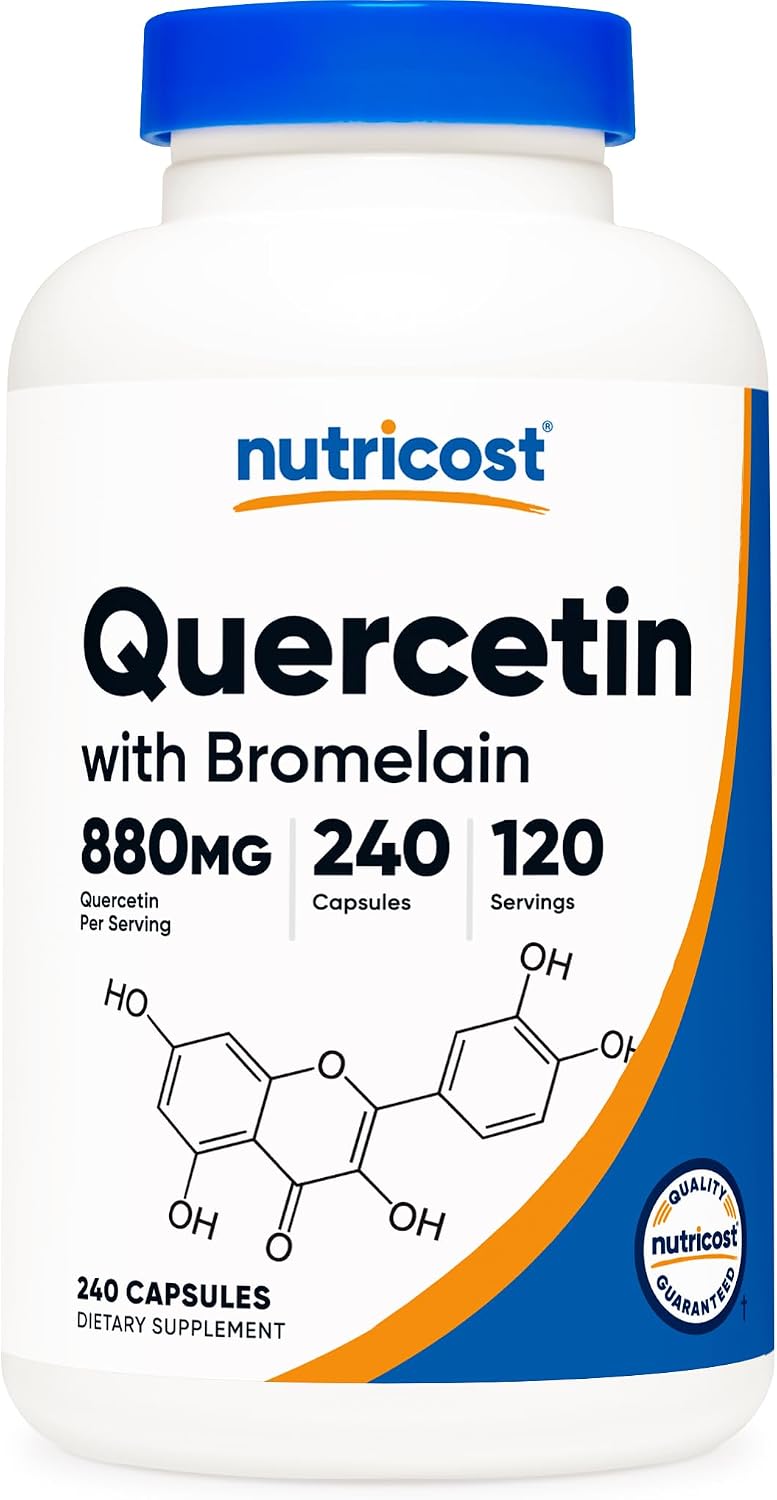 nutricost®
Quercetin
with Bromelain
880MG
Quercetin
Per Serving
240
Capsules
120
Servings
HO
O
OH
OH
OH
O
OH
240 CAPSULES
DIETARY SUPPLEMENT
QUALITY
nutricost®
GUARANTEED
†